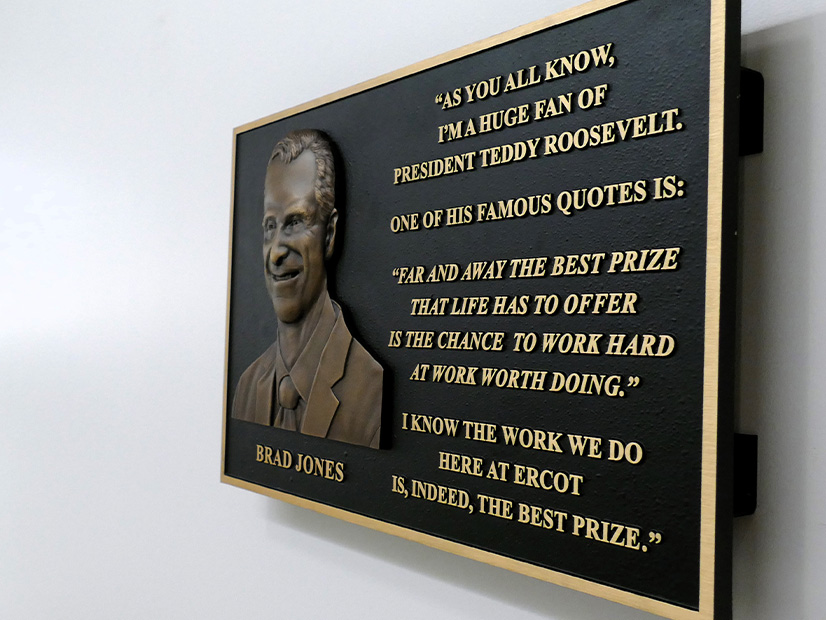 “AS YOU ALL KNOW,
I’M A HUGE FAN OF
PRESIDENT TEDDY ROOSEVELT.
ONE OF HIS FAMOUS QUOTES IS:
“FAR AND AWAY THE BEST PRIZE
THAT LIFE HAS TO OFFER
IS THE CHANCE TO WORK HARD
AT WORK WORTH DOING.”
I KNOW THE WORK WE DO
HERE AT ERCOT
IS, INDEED, THE BEST PRIZE.”
BRAD JONES